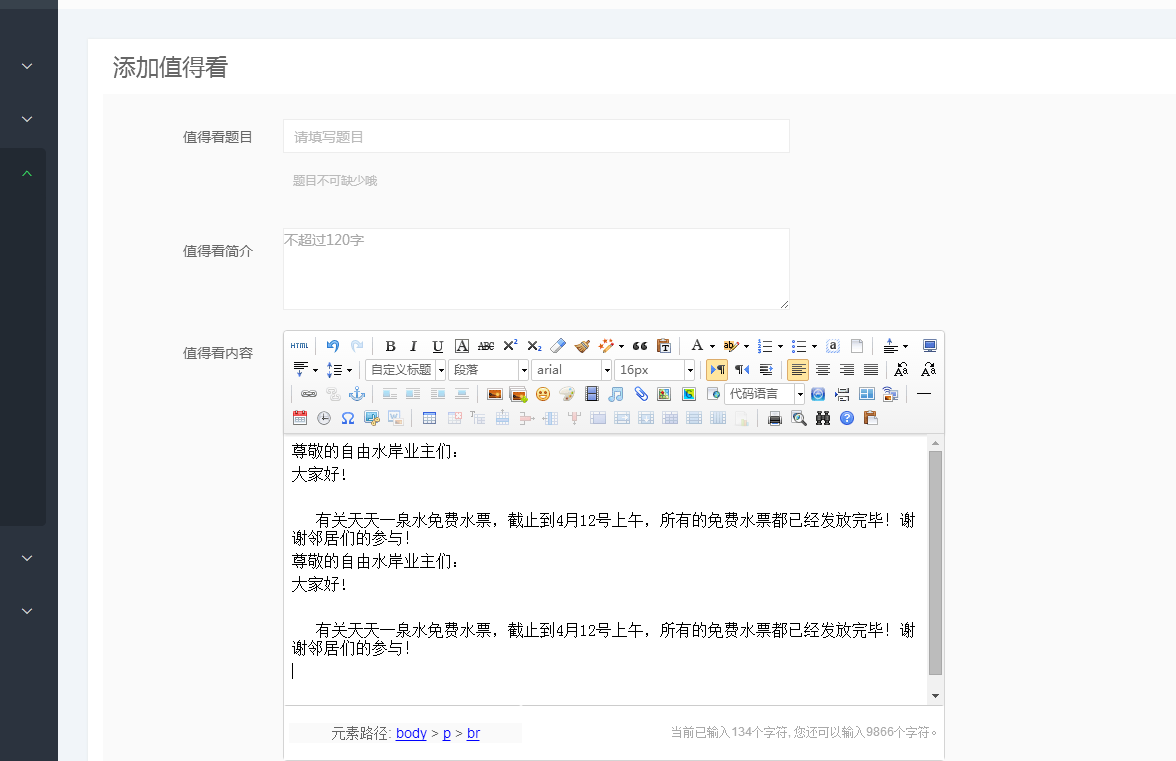 添加值得看
值得看题目
请填写题目
题目不可缺少哦
值得看简介
不超过120字
值得看内容
HTML B I U A ABC X² X₂ A ab
自定义标题 段落 arial 16px
代码语言
尊敬的自由水岸业主们：
大家好！
有关天天一泉水免费水票，截止到4月12号上午，所有的免费水票都已经发放完毕！谢
谢邻居们的参与！
尊敬的自由水岸业主们：
大家好！
有关天天一泉水免费水票，截止到4月12号上午，所有的免费水票都已经发放完毕！谢
谢邻居们的参与！
元素路径: body > p > br
当前已输入134个字符, 您还可以输入9866个字符。